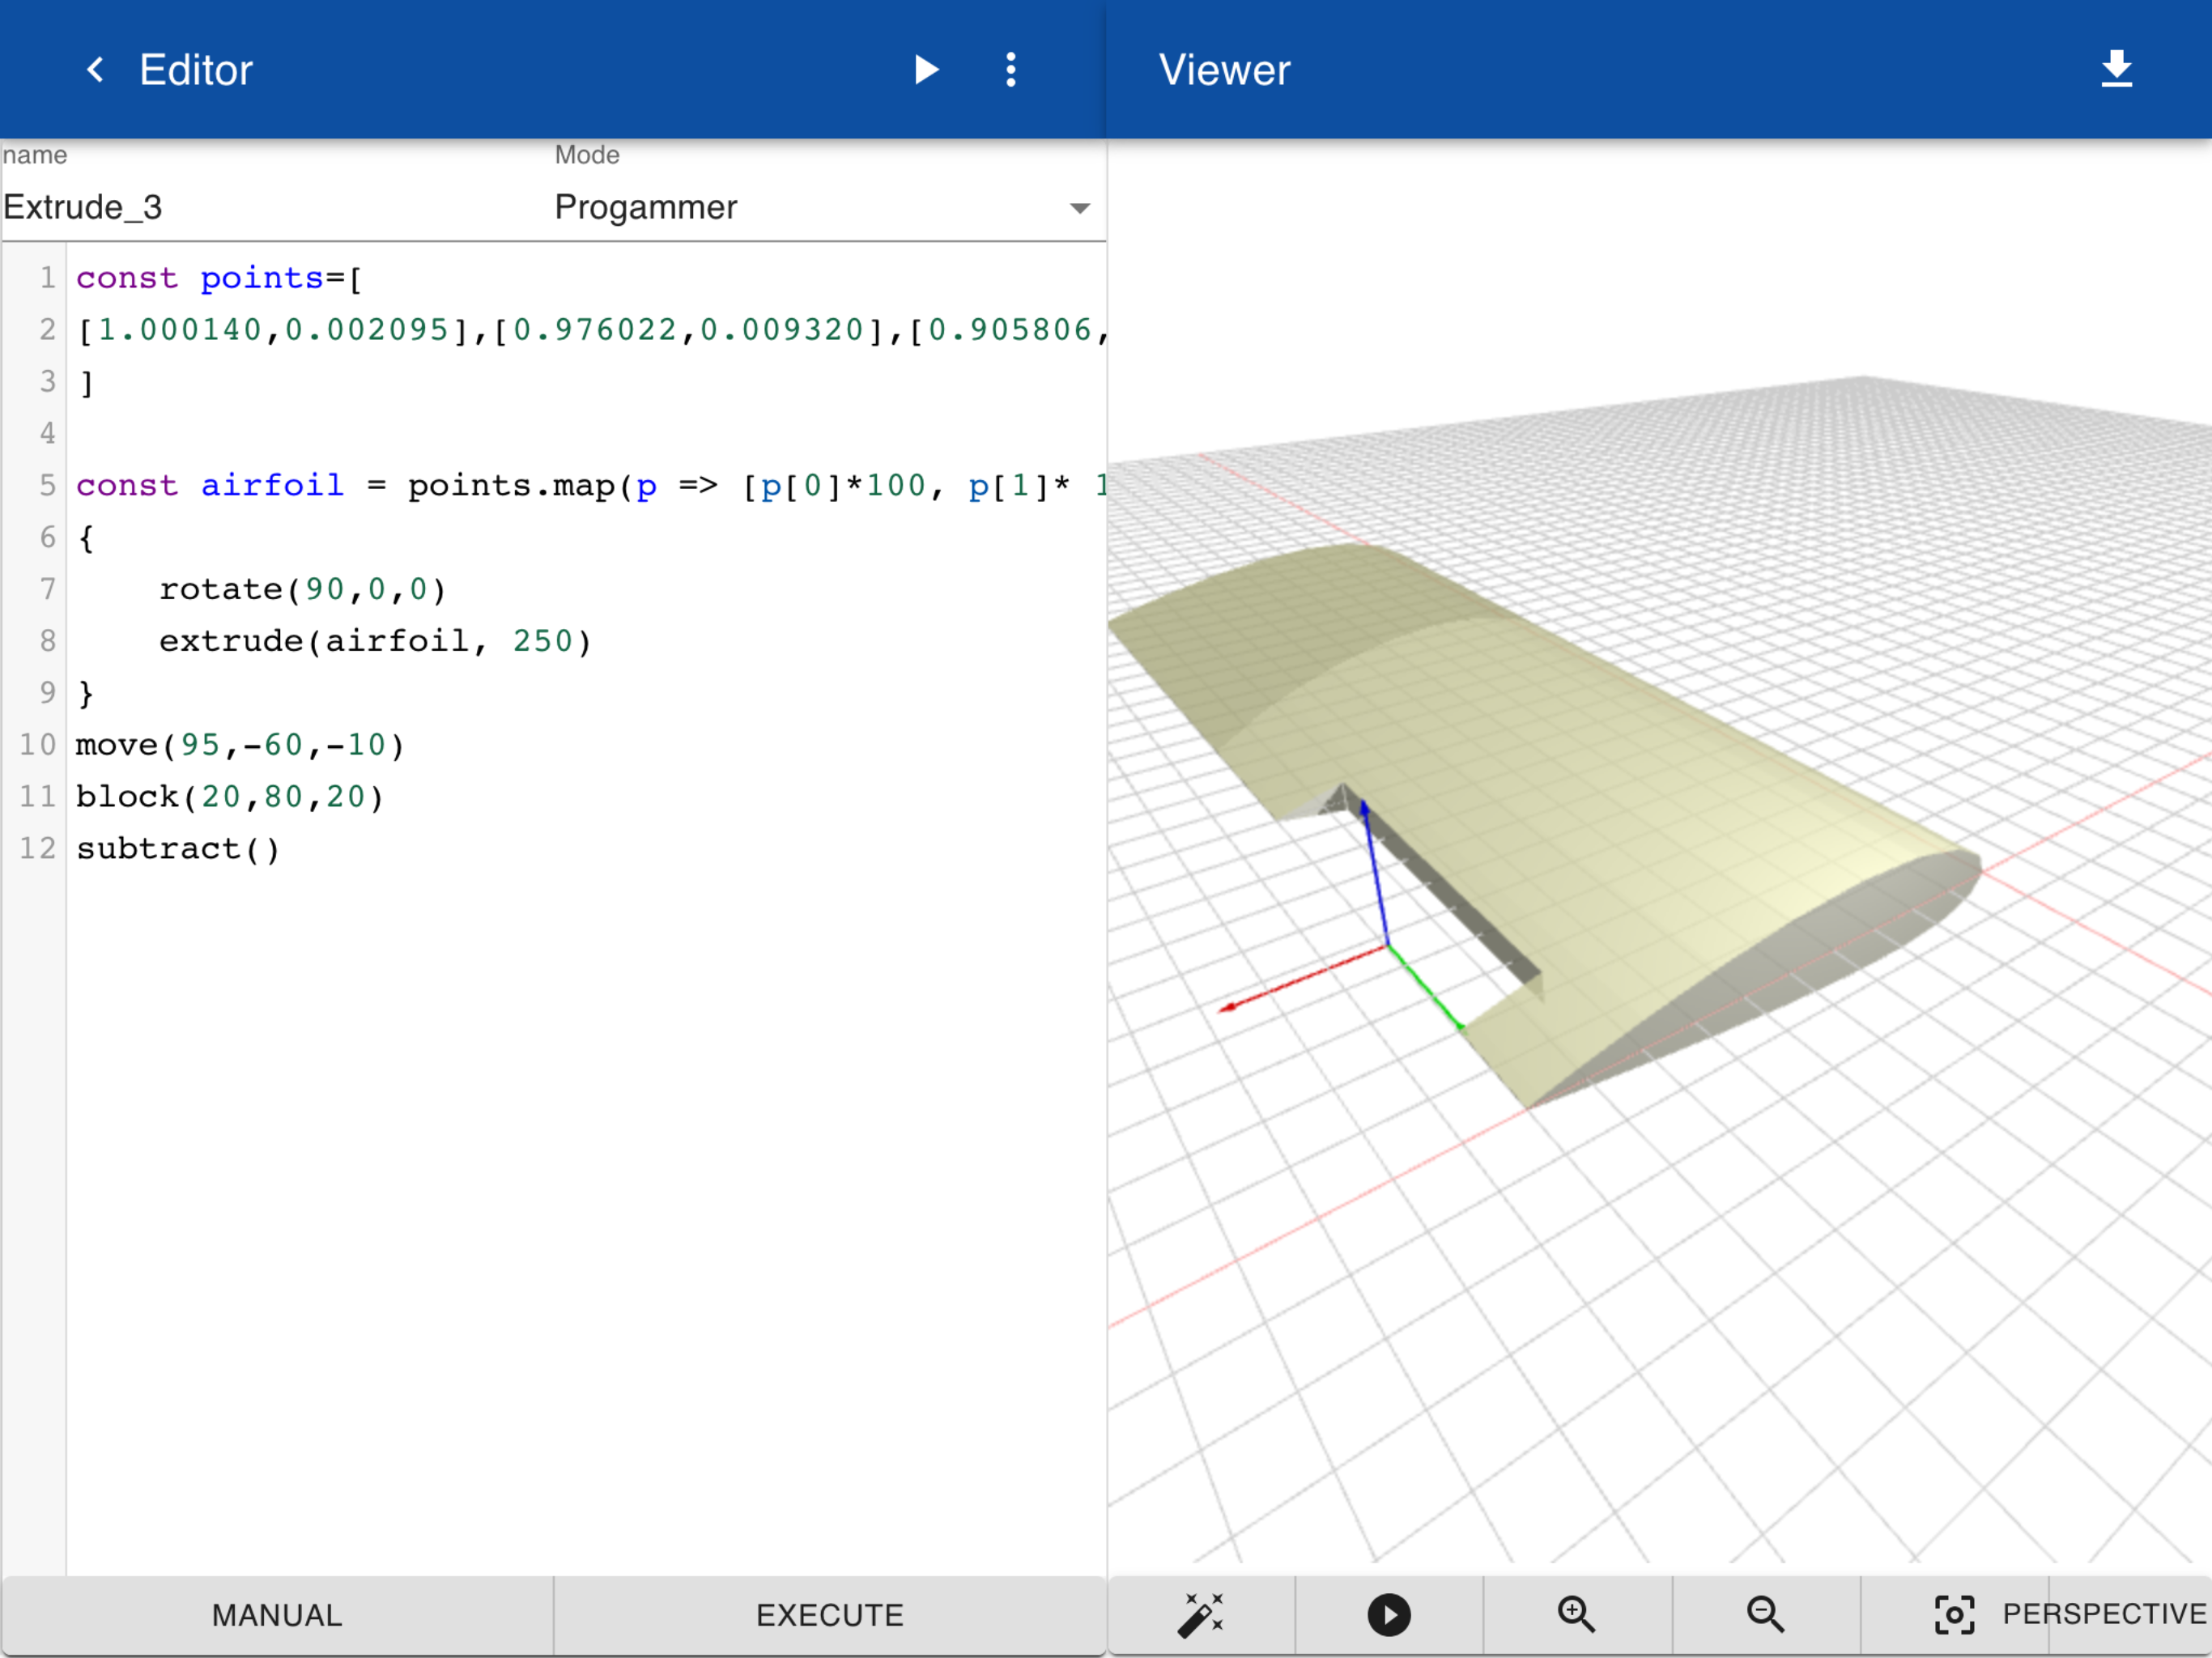 Editor
Viewer
name
Mode
Extrude_3
Progammer
1 const points=[
2 [1.000140,0.002095],[0.976022,0.009320],[0.905806,
3 ]
4
5 const airfoil = points.map(p => [p[0]*100, p[1]* 1
6 {
7 rotate(90,0,0)
8 extrude(airfoil, 250)
9 }
10 move(95,-60,-10)
11 block(20,80,20)
12 subtract()
MANUAL
EXECUTE
PERSPECTIVE